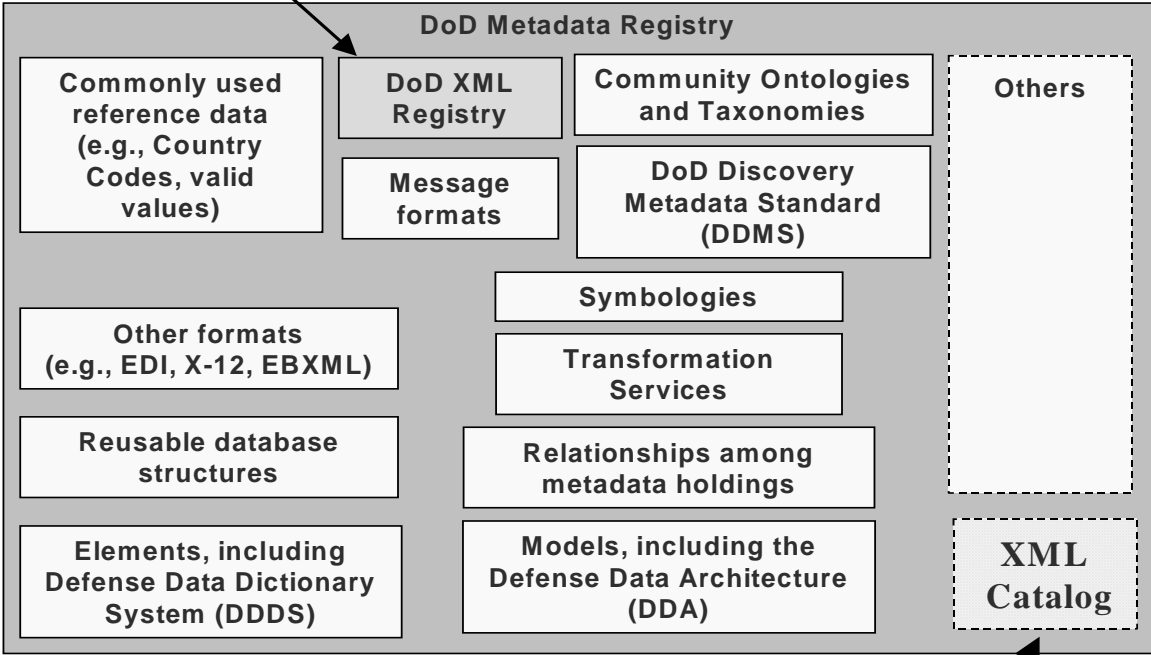 DoD Metadata Registry
Commonly used
reference data
(e.g., Country
Codes, valid
values)
DoD XML
Registry
Community Ontologies
and Taxonomies
Others
Message
formats
DoD Discovery
Metadata Standard
(DDMS)
Symbologies
Other formats
(e.g., EDI, X-12, EBXML)
Transformation
Services
Reusable database
structures
Relationships among
metadata holdings
Elements, including
Defense Data Dictionary
System (DDDS)
Models, including the
Defense Data Architecture
(DDA)
XML
Catalog